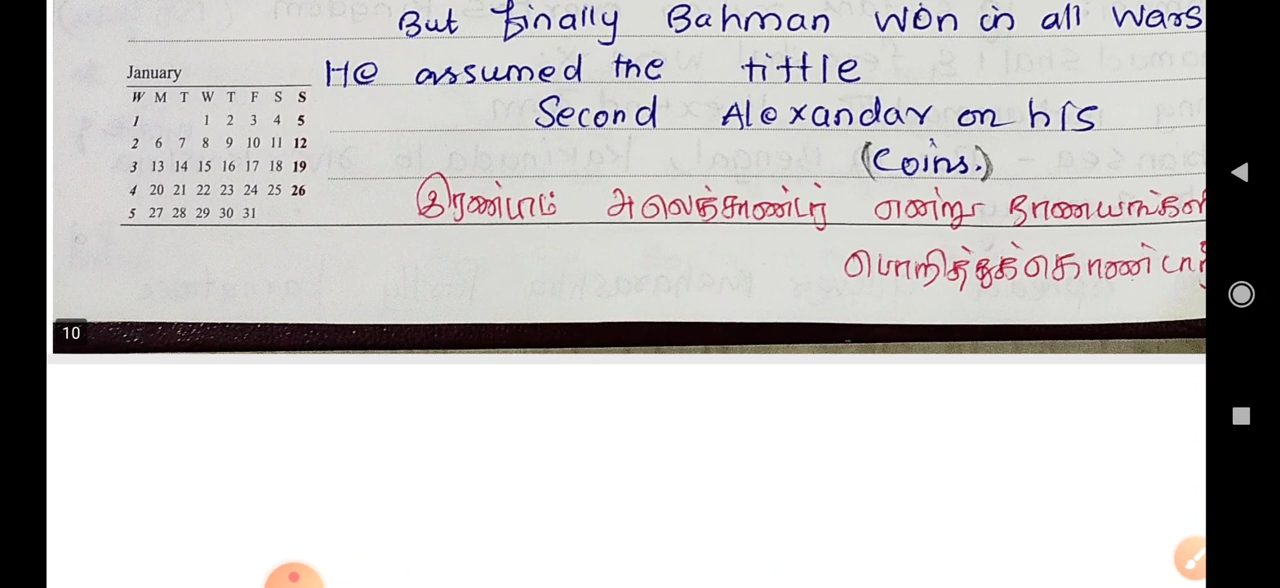 But finally Bahman won in all wars
He assumed the tittle
Second Alexandar on his
(Coins.)
இரண்டாம் அலெக்சாண்டர் என்று நாணயங்கள்
பொறித்துக்கொண்டார்
January
W M T W T F S S
1 1 2 3 4 5
2 6 7 8 9 10 11 12
3 13 14 15 16 17 18 19
4 20 21 22 23 24 25 26
5 27 28 29 30 31
10